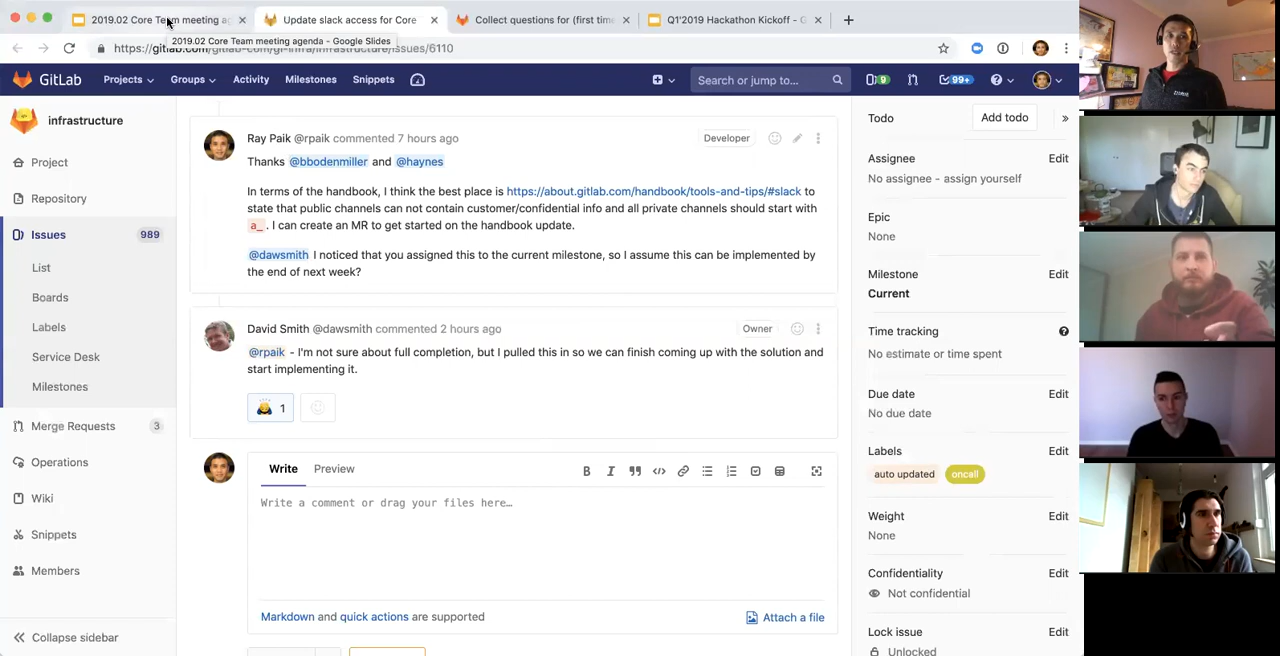 2019.02 Core Team meeting ag
Update slack access for Core
Collect questions for (first time
Q1'2019 Hackathon Kickoff - G
2019.02 Core Team meeting agenda - Google Slides
https://gitlab.com/gitlab-com/gl-infra/infrastructure/issues/6110
GitLab
Projects
Groups
Activity
Milestones
Snippets
Search or jump to...
9
99+
infrastructure
Project
Repository
Issues 989
List
Boards
Labels
Service Desk
Milestones
Merge Requests 3
Operations
Wiki
Snippets
Members
Collapse sidebar
Ray Paik @rpaik commented 7 hours ago
Developer
Thanks @bbodenmiller and @haynes
In terms of the handbook, I think the best place is https://about.gitlab.com/handbook/tools-and-tips/#slack to
state that public channels can not contain customer/confidential info and all private channels should start with
a_ . I can create an MR to get started on the handbook update.
@dawsmith I noticed that you assigned this to the current milestone, so I assume this can be implemented by
the end of next week?
David Smith @dawsmith commented 2 hours ago
Owner
@rpaik - I'm not sure about full completion, but I pulled this in so we can finish coming up with the solution and
start implementing it.
1
Write
Preview
Write a comment or drag your files here...
Markdown and quick actions are supported
Attach a file
Todo
Add todo
Assignee
Edit
No assignee - assign yourself
Epic
None
Milestone
Edit
Current
Time tracking
No estimate or time spent
Due date
Edit
No due date
Labels
Edit
auto updated
oncall
Weight
Edit
None
Confidentiality
Edit
Not confidential
Lock issue
Edit
Unlocked